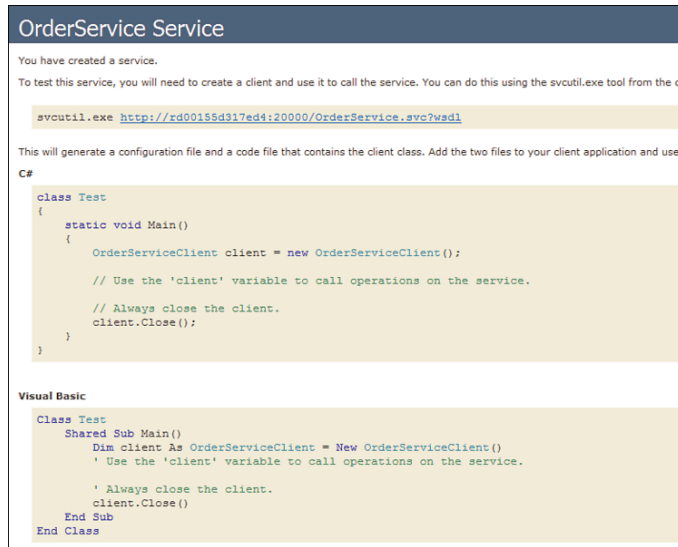 OrderService Service
You have created a service.
To test this service, you will need to create a client and use it to call the service. You can do this using the svcutil.exe tool from the
svcutil.exe http://rd00155d317ed4:20000/OrderService.svc?wsdl
This will generate a configuration file and a code file that contains the client class. Add the two files to your client application and use
C#
class Test
{
    static void Main()
    {
        OrderServiceClient client = new OrderServiceClient();
        // Use the 'client' variable to call operations on the service.
        // Always close the client.
        client.Close();
    }
}
Visual Basic
Class Test
    Shared Sub Main()
        Dim client As OrderServiceClient = New OrderServiceClient()
        ' Use the 'client' variable to call operations on the service.
        ' Always close the client.
        client.Close()
    End Sub
End Class